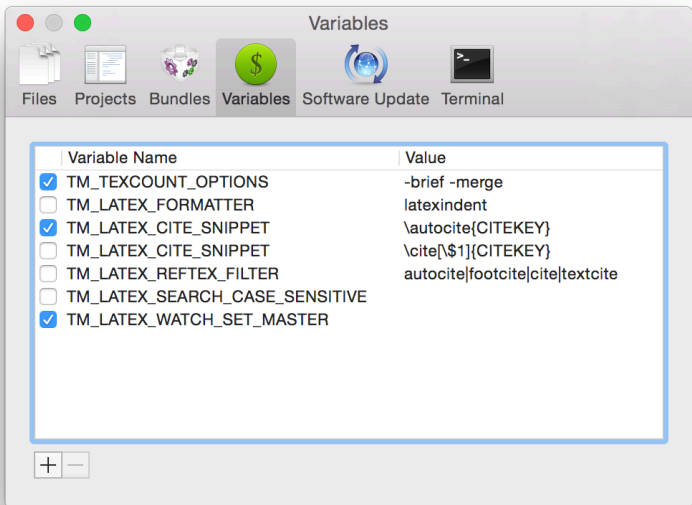 Variables
Files Projects Bundles Variables Software Update Terminal
Variable Name Value
TM_TEXCOUNT_OPTIONS -brief -merge
TM_LATEX_FORMATTER latexindent
TM_LATEX_CITE_SNIPPET \autocite{CITEKEY}
TM_LATEX_CITE_SNIPPET \cite[\$1]{CITEKEY}
TM_LATEX_REFTEX_FILTER autocite|footcite|cite|textcite
TM_LATEX_SEARCH_CASE_SENSITIVE
TM_LATEX_WATCH_SET_MASTER